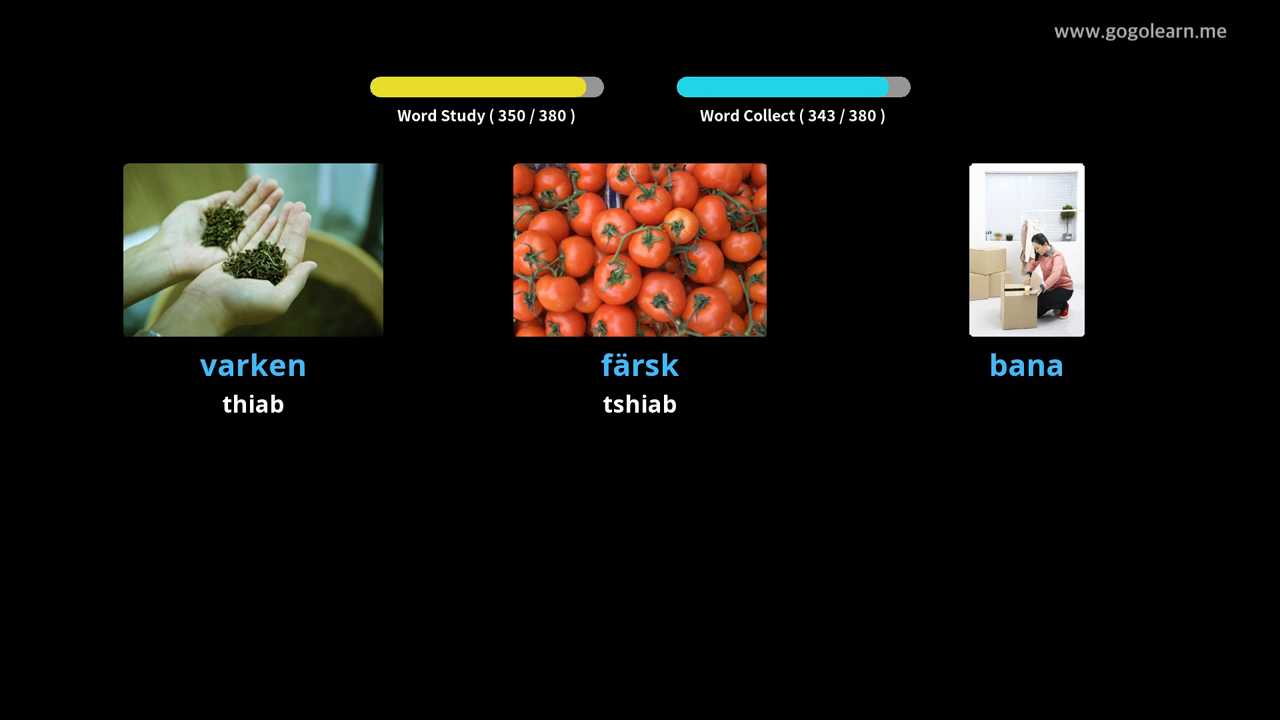 www.gogolearn.me
Word Study ( 350 / 380 )
Word Collect ( 343 / 380 )
varken
färsk
bana
thiab
tshiab